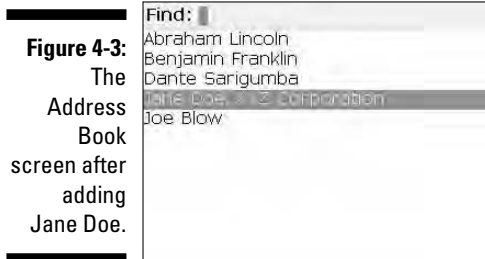 Figure 4-3:
The
Address
Book
screen after
adding
Jane Doe.
Find:
Abraham Lincoln
Benjamin Franklin
Dante Sarigumba
Jane Doe, XYZ Corporation
Joe Blow